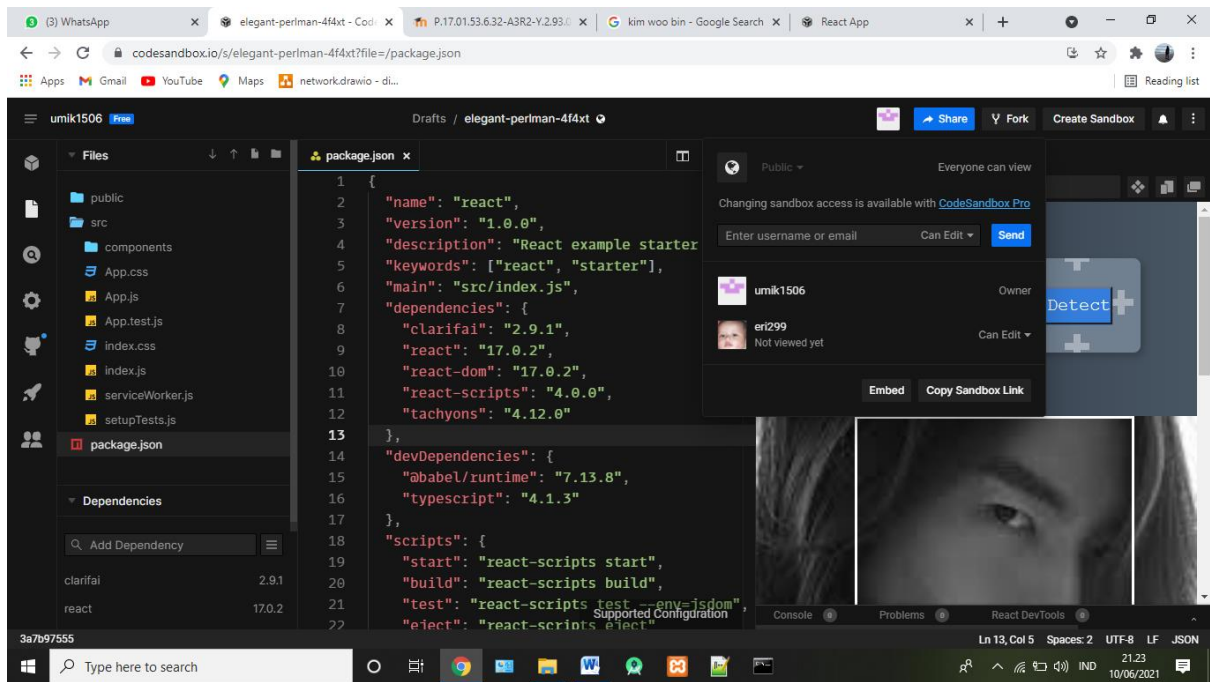 (3) WhatsApp
elegant-perlman-4f4xt - Code
P.17.01.53.6.32-A3R2-Y.2.93.0
kim woo bin - Google Search
React App
codesandbox.io/s/elegant-perlman-4f4xt?file=/package.json
Apps Gmail YouTube Maps network.drawio - di... Reading list
umik1506 Free Drafts / elegant-perlman-4f4xt Share Fork Create Sandbox
Files
public
src
components
App.css
App.js
App.test.js
index.css
index.js
serviceWorker.js
setupTests.js
package.json
Dependencies
Add Dependency
clarifai 2.9.1
react 17.0.2
package.json
1 {
2 "name": "react",
3 "version": "1.0.0",
4 "description": "React example starter
5 "keywords": ["react", "starter"],
6 "main": "src/index.js",
7 "dependencies": {
8 "clarifai": "2.9.1",
9 "react": "17.0.2",
10 "react-dom": "17.0.2",
11 "react-scripts": "4.0.0",
12 "tachyons": "4.12.0"
13 },
14 "devDependencies": {
15 "@babel/runtime": "7.13.8",
16 "typescript": "4.1.3"
17 },
18 "scripts": {
19 "start": "react-scripts start",
20 "build": "react-scripts build",
21 "test": "react-scripts test --env=jsdom",
22 "eject": "react-scripts eject"
Supported Configuration
Public Everyone can view
Changing sandbox access is available with CodeSandbox Pro
Enter username or email Can Edit Send
umik1506 Owner
eri299 Can Edit
Not viewed yet
Embed Copy Sandbox Link
Detect
Console 0 Problems 0 React DevTools 0
3a7b97555 Ln 13, Col 5 Spaces: 2 UTF-8 LF JSON
Type here to search IND 21.23
10/06/2021